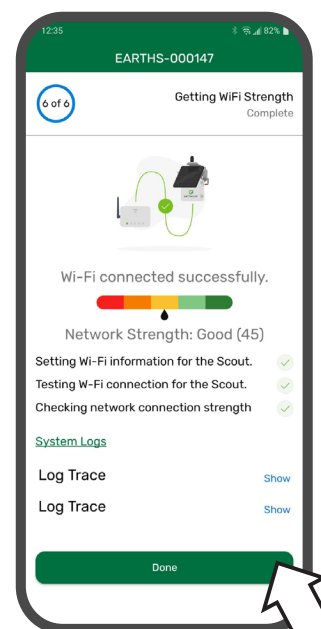 12:35 82%
EARTHS-000147
6 of 6
Getting WiFi Strength
Complete
Wi-Fi connected successfully.
Network Strength: Good (45)
Setting Wi-Fi information for the Scout.
Testing W-Fi connection for the Scout.
Checking network connection strength
System Logs
Log Trace Show
Log Trace Show
Done